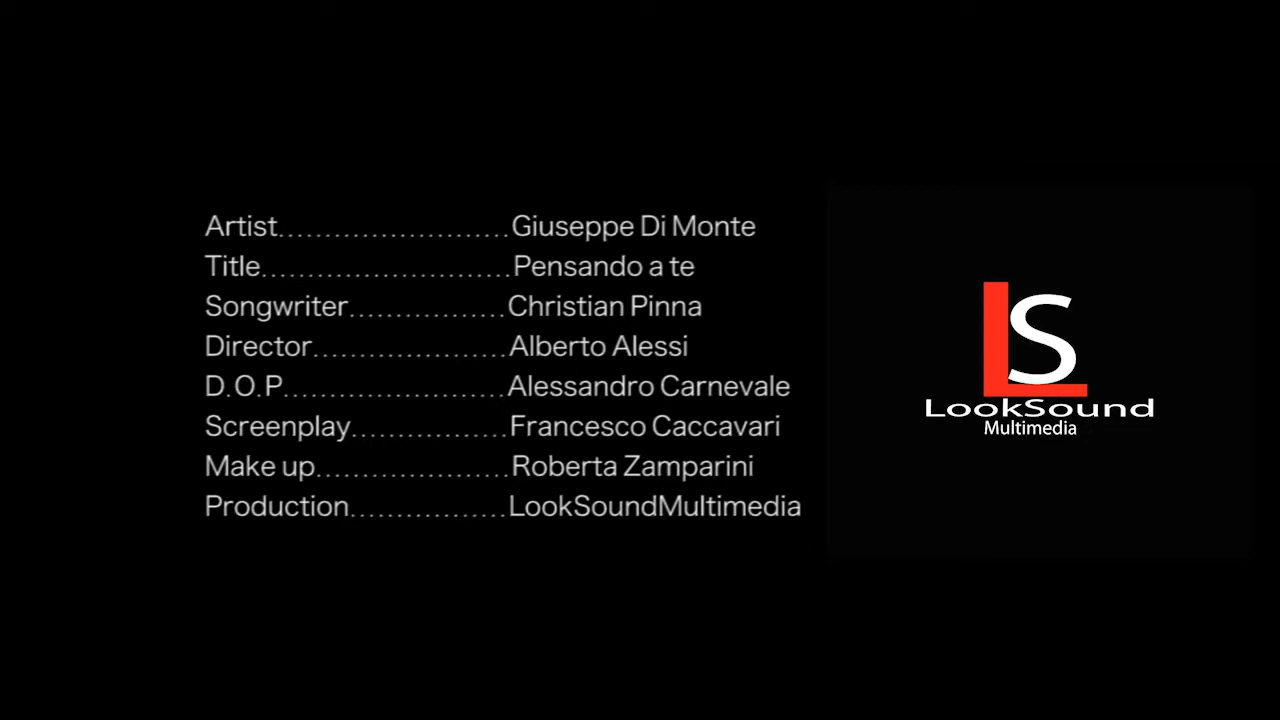 Artist.........................Giuseppe Di Monte
Title...........................Pensando a te
Songwriter.................Christian Pinna
Director.....................Alberto Alessi
D.O.P........................Alessandro Carnevale
Screenplay.................Francesco Caccavari
Make up.....................Roberta Zamparini
Production.................LookSoundMultimedia
LS
LookSound
Multimedia